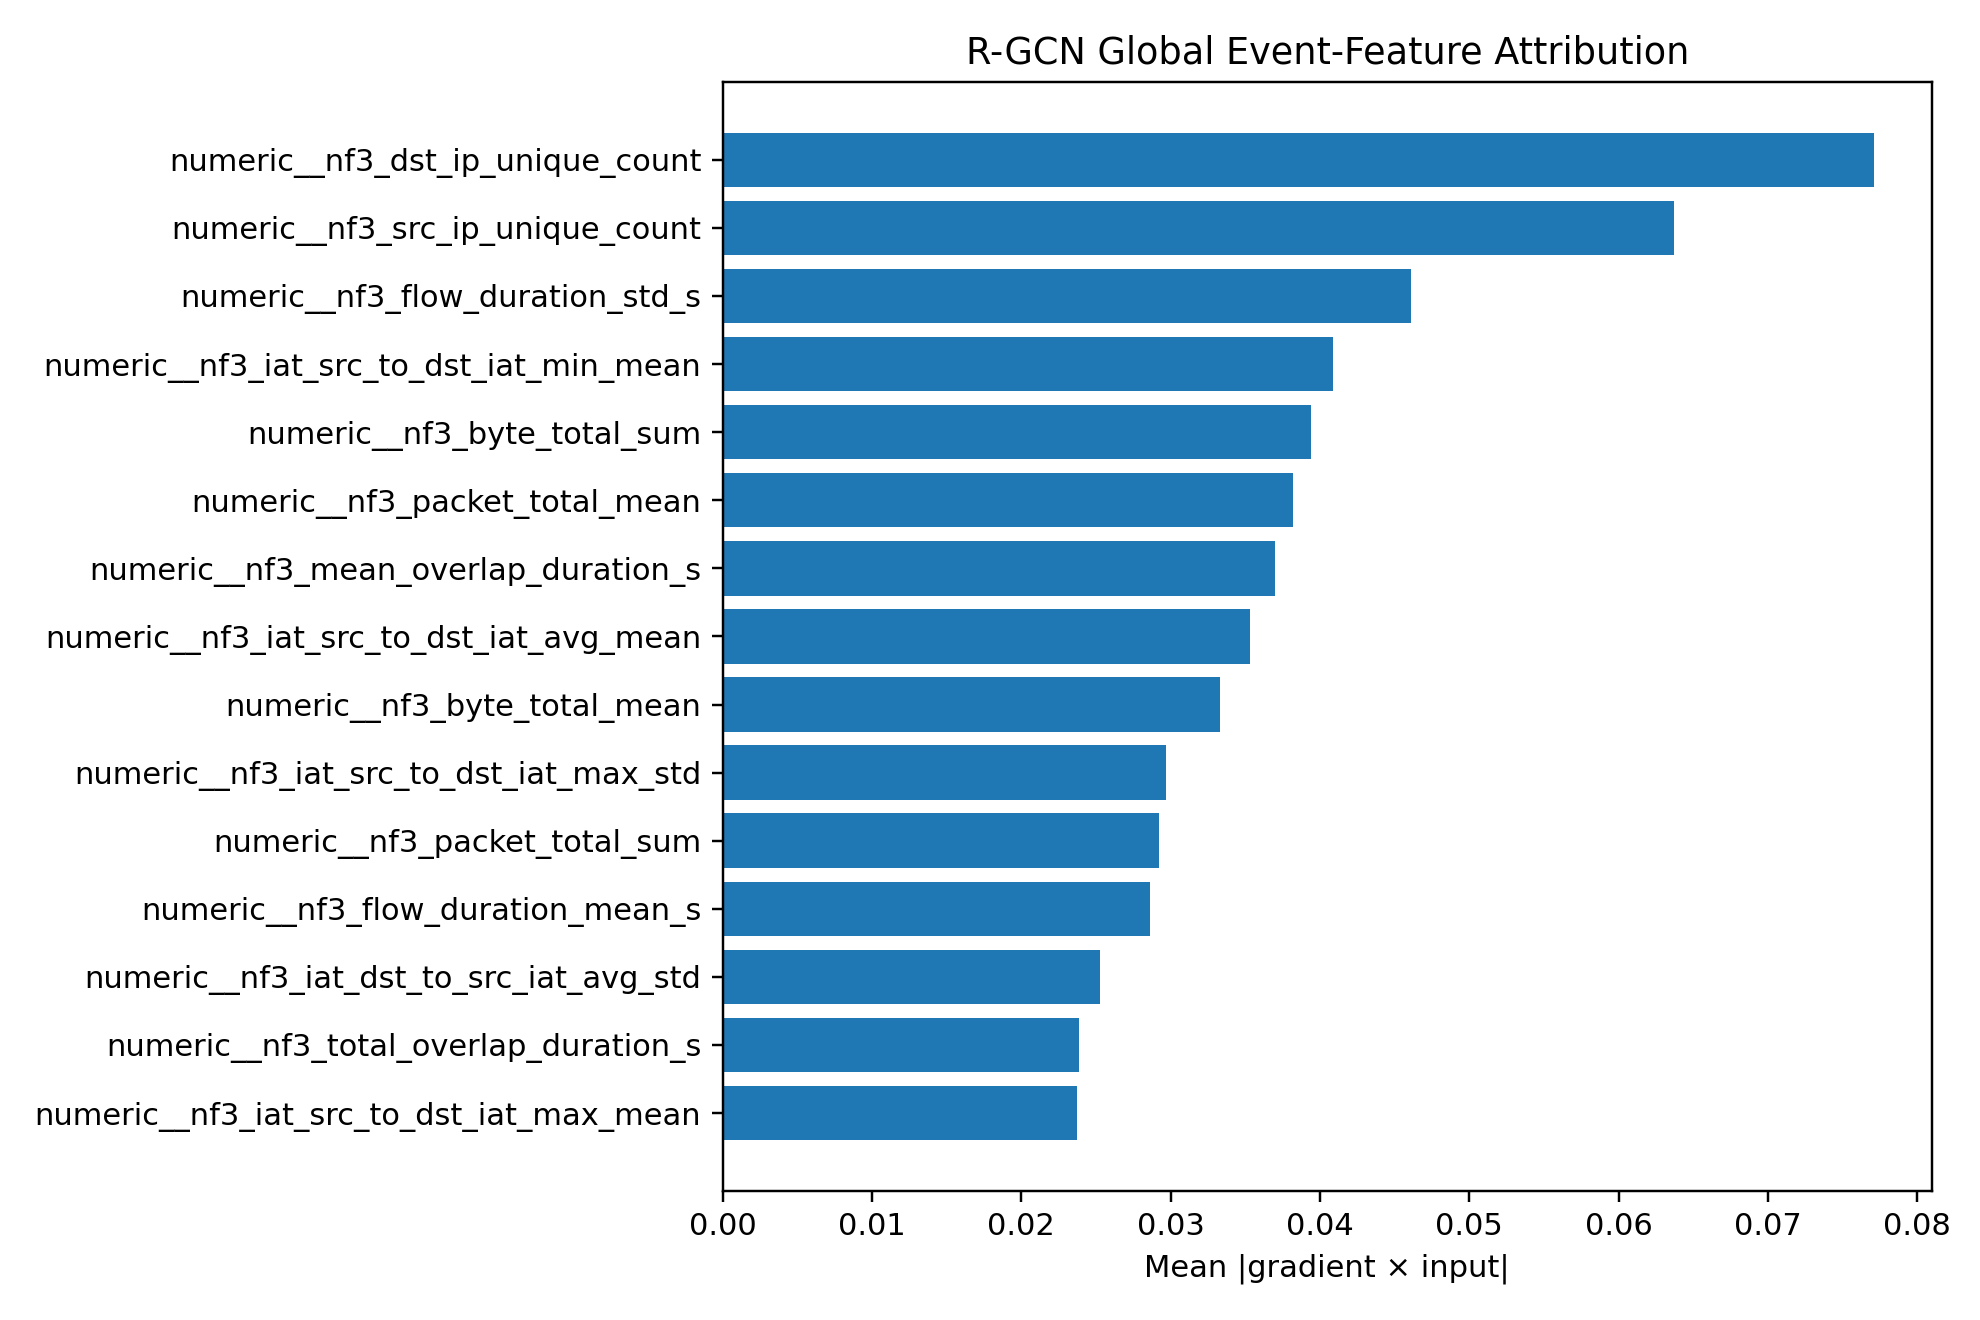 R-GCN Global Event-Feature Attribution
numeric__nf3_dst_ip_unique_count
numeric__nf3_src_ip_unique_count
numeric__nf3_flow_duration_std_s
numeric__nf3_iat_src_to_dst_iat_min_mean
numeric__nf3_byte_total_sum
numeric__nf3_packet_total_mean
numeric__nf3_mean_overlap_duration_s
numeric__nf3_iat_src_to_dst_iat_avg_mean
numeric__nf3_byte_total_mean
numeric__nf3_iat_src_to_dst_iat_max_std
numeric__nf3_packet_total_sum
numeric__nf3_flow_duration_mean_s
numeric__nf3_iat_dst_to_src_iat_avg_std
numeric__nf3_total_overlap_duration_s
numeric__nf3_iat_src_to_dst_iat_max_mean
0.00 0.01 0.02 0.03 0.04 0.05 0.06 0.07 0.08
Mean |gradient × input|